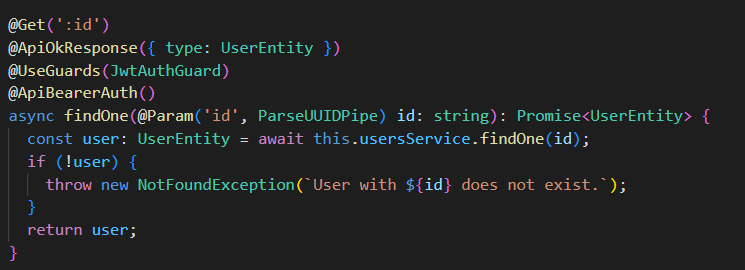 @Get(':id')
@ApiOkResponse({ type: UserEntity })
@UseGuards(JwtAuthGuard)
@ApiBearerAuth()
async findOne(@Param('id', ParseUUIDPipe) id: string): Promise<UserEntity> {
  const user: UserEntity = await this.usersService.findOne(id);
  if (!user) {
    throw new NotFoundException(`User with ${id} does not exist.`);
  }
  return user;
}